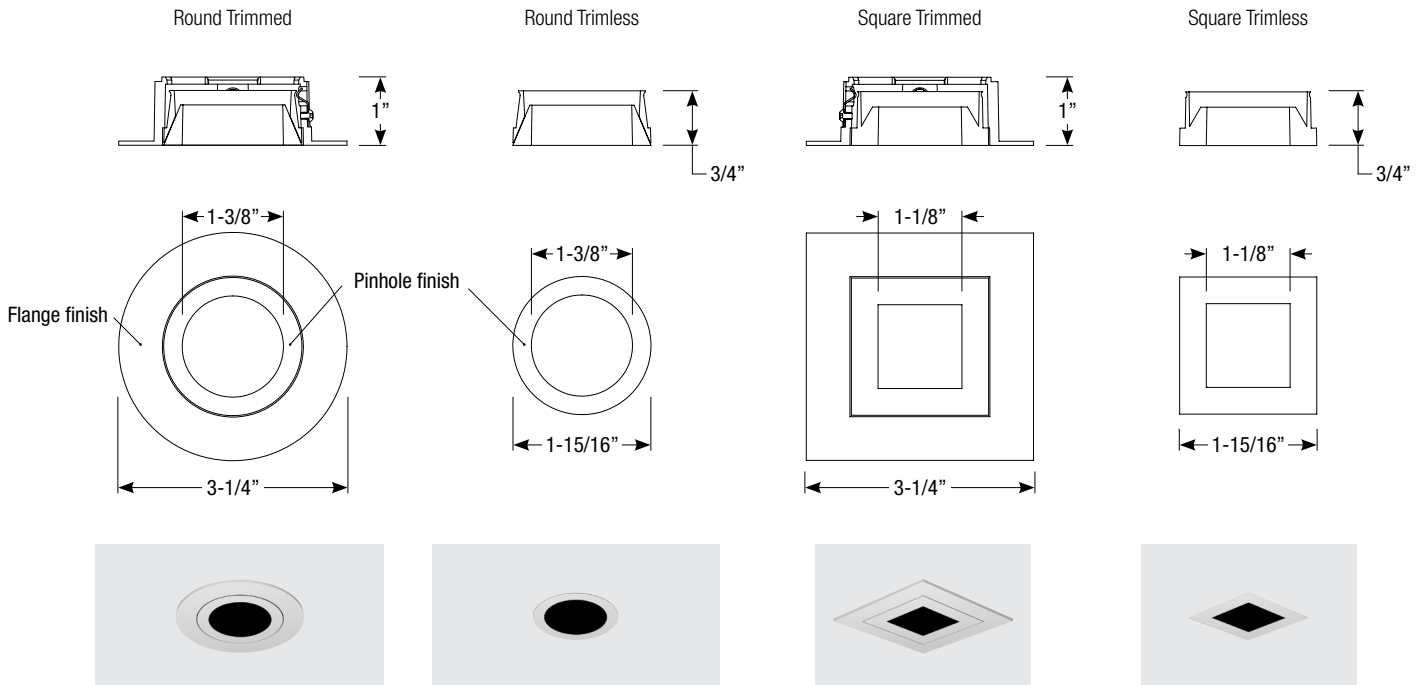 Round Trimmed
Round Trimless
Square Trimmed
Square Trimless
1”
3/4”
1”
3/4”
1-3/8”
1-3/8”
1-1/8”
1-1/8”
Flange finish
Pinhole finish
3-1/4”
1-15/16”
3-1/4”
1-15/16”